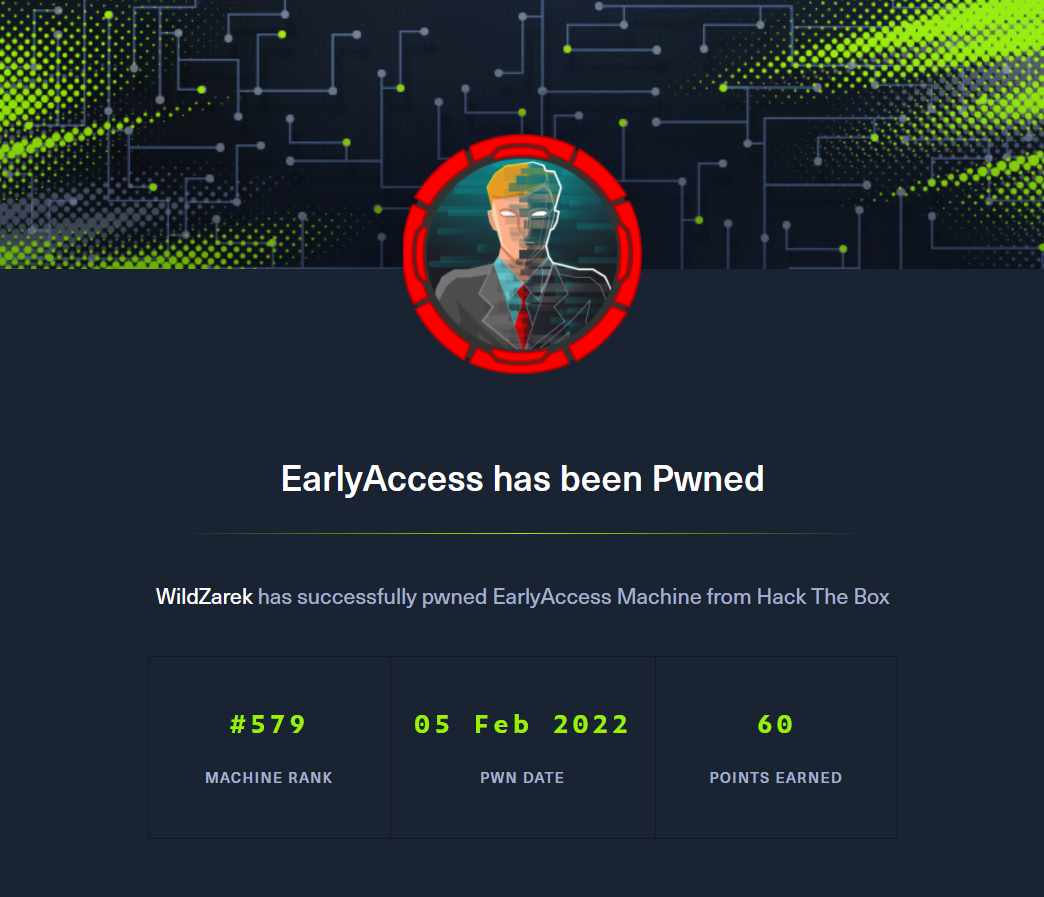 EarlyAccess has been Pwned
WildZarek has successfully pwned EarlyAccess Machine from Hack The Box
#579
05 Feb 2022
60
MACHINE RANK
PWN DATE
POINTS EARNED